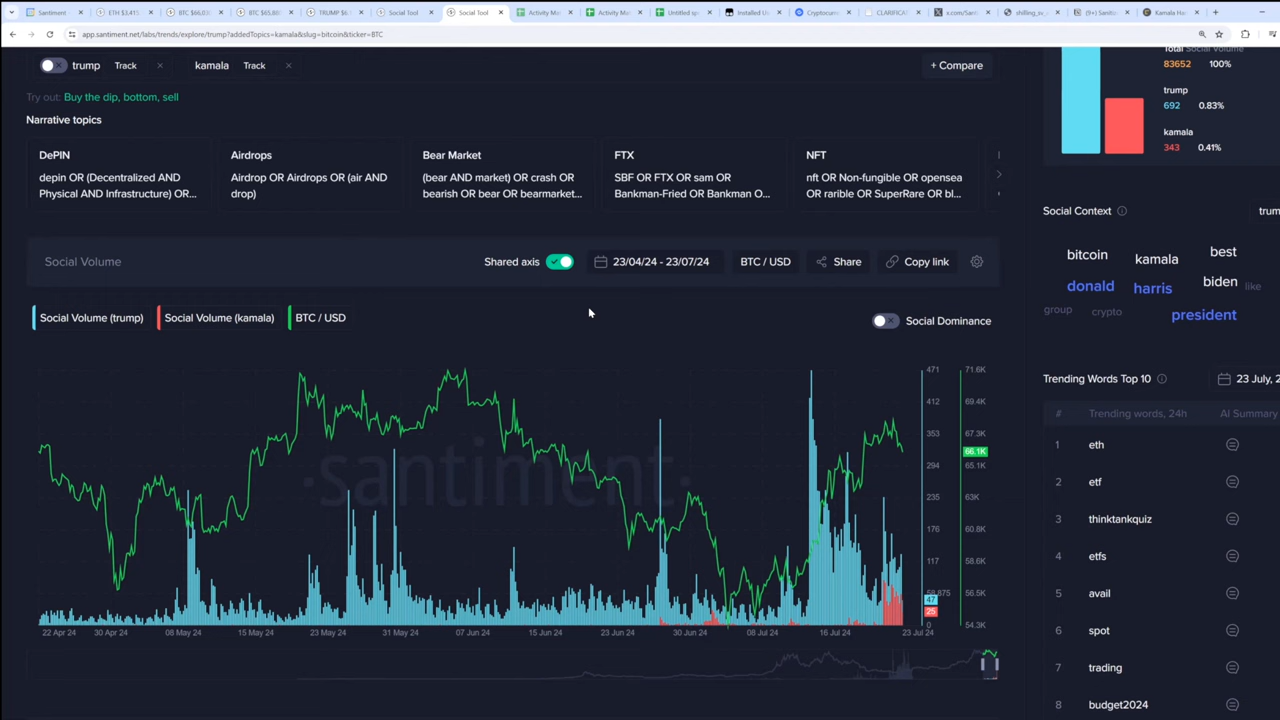 Santiment
ETH $3,415
BTC $66,03
BTC $65,88
TRUMP $6.
Social Tool
Social Tool
Activity Ma
Activity Ma
Untitled sp
Installed Us
Cryptocurr
CLARIFICAT
x.com/Sant
shilling_sv_
(9+) Sanita
Kamala Har
app.santiment.net/labs/trends/explore/trump?addedTopics=kamala&slug=bitcoin&ticker=BTC
trump Track kamala Track + Compare
Try out: Buy the dip, bottom, sell
Narrative topics
DePIN
depin OR (Decentralized AND
Physical AND Infrastructure) OR...
Airdrops
Airdrop OR Airdrops OR (air AND
drop)
Bear Market
(bear AND market) OR crash OR
bearish OR bear OR bearmarket...
FTX
SBF OR FTX OR sam OR
Bankman-Fried OR Bankman O...
NFT
nft OR Non-fungible OR opensea
OR rarible OR SuperRare OR bl...
Social Volume Shared axis 23/04/24 - 23/07/24 BTC / USD Share Copy link
Social Volume (trump) Social Volume (kamala) BTC / USD
Social Dominance
·santiment·
471 71.6K
412 69.4K
353 67.3K
66.1K
294 65.1K
235 63K
176 60.8K
117 58.6K
58.875 56.5K
47
25
0 54.3K
22 Apr 24 30 Apr 24 08 May 24 15 May 24 23 May 24 31 May 24 07 Jun 24 15 Jun 24 23 Jun 24 30 Jun 24 08 Jul 24 16 Jul 24 23 Jul 24
Total Social Volume
83652 100%
trump
692 0.83%
kamala
343 0.41%
Social Context trum
bitcoin kamala best
donald harris biden like
group crypto president
Trending Words Top 10 23 July, 2
# Trending words, 24h AI Summary
1 eth
2 etf
3 thinktankquiz
4 etfs
5 avail
6 spot
7 trading
8 budget2024